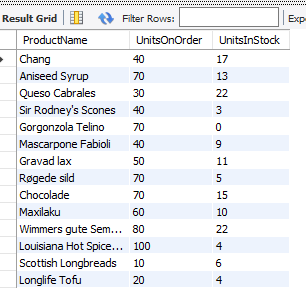 Result Grid Filter Rows: Expo
ProductName UnitsOnOrder UnitsInStock
Chang 40 17
Aniseed Syrup 70 13
Queso Cabrales 30 22
Sir Rodney's Scones 40 3
Gorgonzola Telino 70 0
Mascarpone Fabioli 40 9
Gravad lax 50 11
Røgede sild 70 5
Chocolade 70 15
Maxilaku 60 10
Wimmers gute Sem... 80 22
Louisiana Hot Spice... 100 4
Scottish Longbreads 10 6
Longlife Tofu 20 4